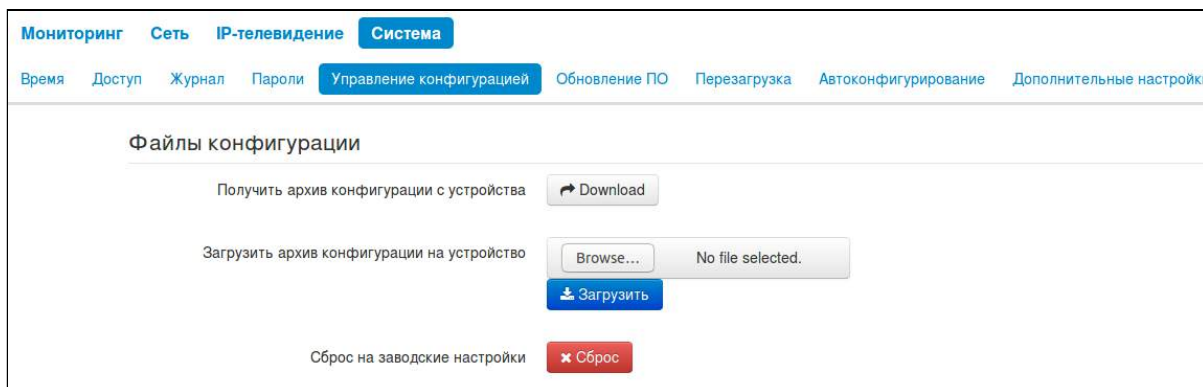 Мониторинг Сеть IP-телевидение Система
Время Доступ Журнал Пароли Управление конфигурацией Обновление ПО Перезагрузка Автоконфигурирование Дополнительные настройки
Файлы конфигурации
Получить архив конфигурации с устройства Download
Загрузить архив конфигурации на устройство Browse... No file selected.
Загрузить
Сброс на заводские настройки Сброс